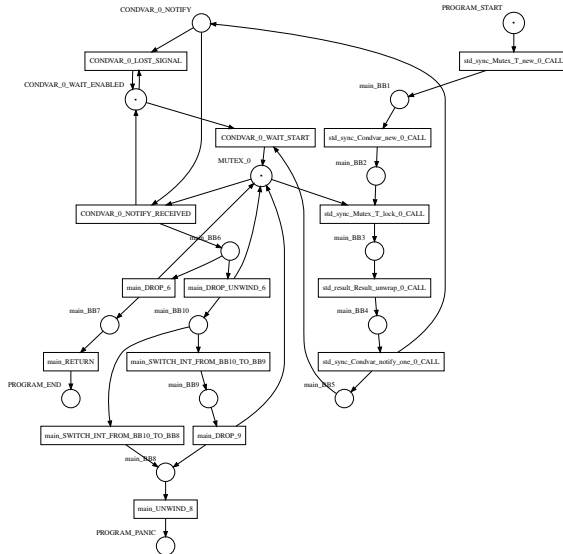 CONDVAR_0_NOTIFY
PROGRAM_START
CONDVAR_0_LOST_SIGNAL
std_sync_Mutex_T_new_0_CALL
CONDVAR_0_WAIT_ENABLED
main_BB1
CONDVAR_0_WAIT_START
std_sync_Condvar_new_0_CALL
MUTEX_0
main_BB2
CONDVAR_0_NOTIFY_RECEIVED
std_sync_Mutex_T_lock_0_CALL
main_BB6
main_BB3
main_DROP_6
main_DROP_UNWIND_6
std_result_Result_unwrap_0_CALL
main_BB7
main_BB10
main_BB4
main_RETURN
main_SWITCH_INT_FROM_BB10_TO_BB9
std_sync_Condvar_notify_one_0_CALL
PROGRAM_END
main_BB9
main_BB5
main_SWITCH_INT_FROM_BB10_TO_BB8
main_DROP_9
main_BB8
main_UNWIND_8
PROGRAM_PANIC